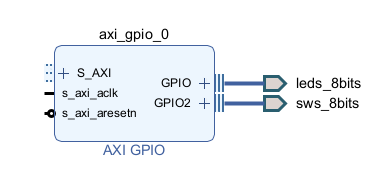 axi_gpio_0
S_AXI
s_axi_aclk
s_axi_aresetn
GPIO
GPIO2
leds_8bits
sws_8bits
AXI GPIO